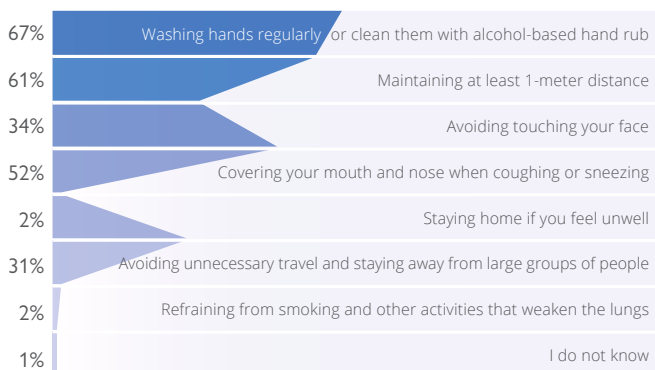 67% Washing hands regularly or clean them with alcohol-based hand rub
61% Maintaining at least 1-meter distance
34% Avoiding touching your face
52% Covering your mouth and nose when coughing or sneezing
2% Staying home if you feel unwell
31% Avoiding unnecessary travel and staying away from large groups of people
2% Refraining from smoking and other activities that weaken the lungs
1% I do not know